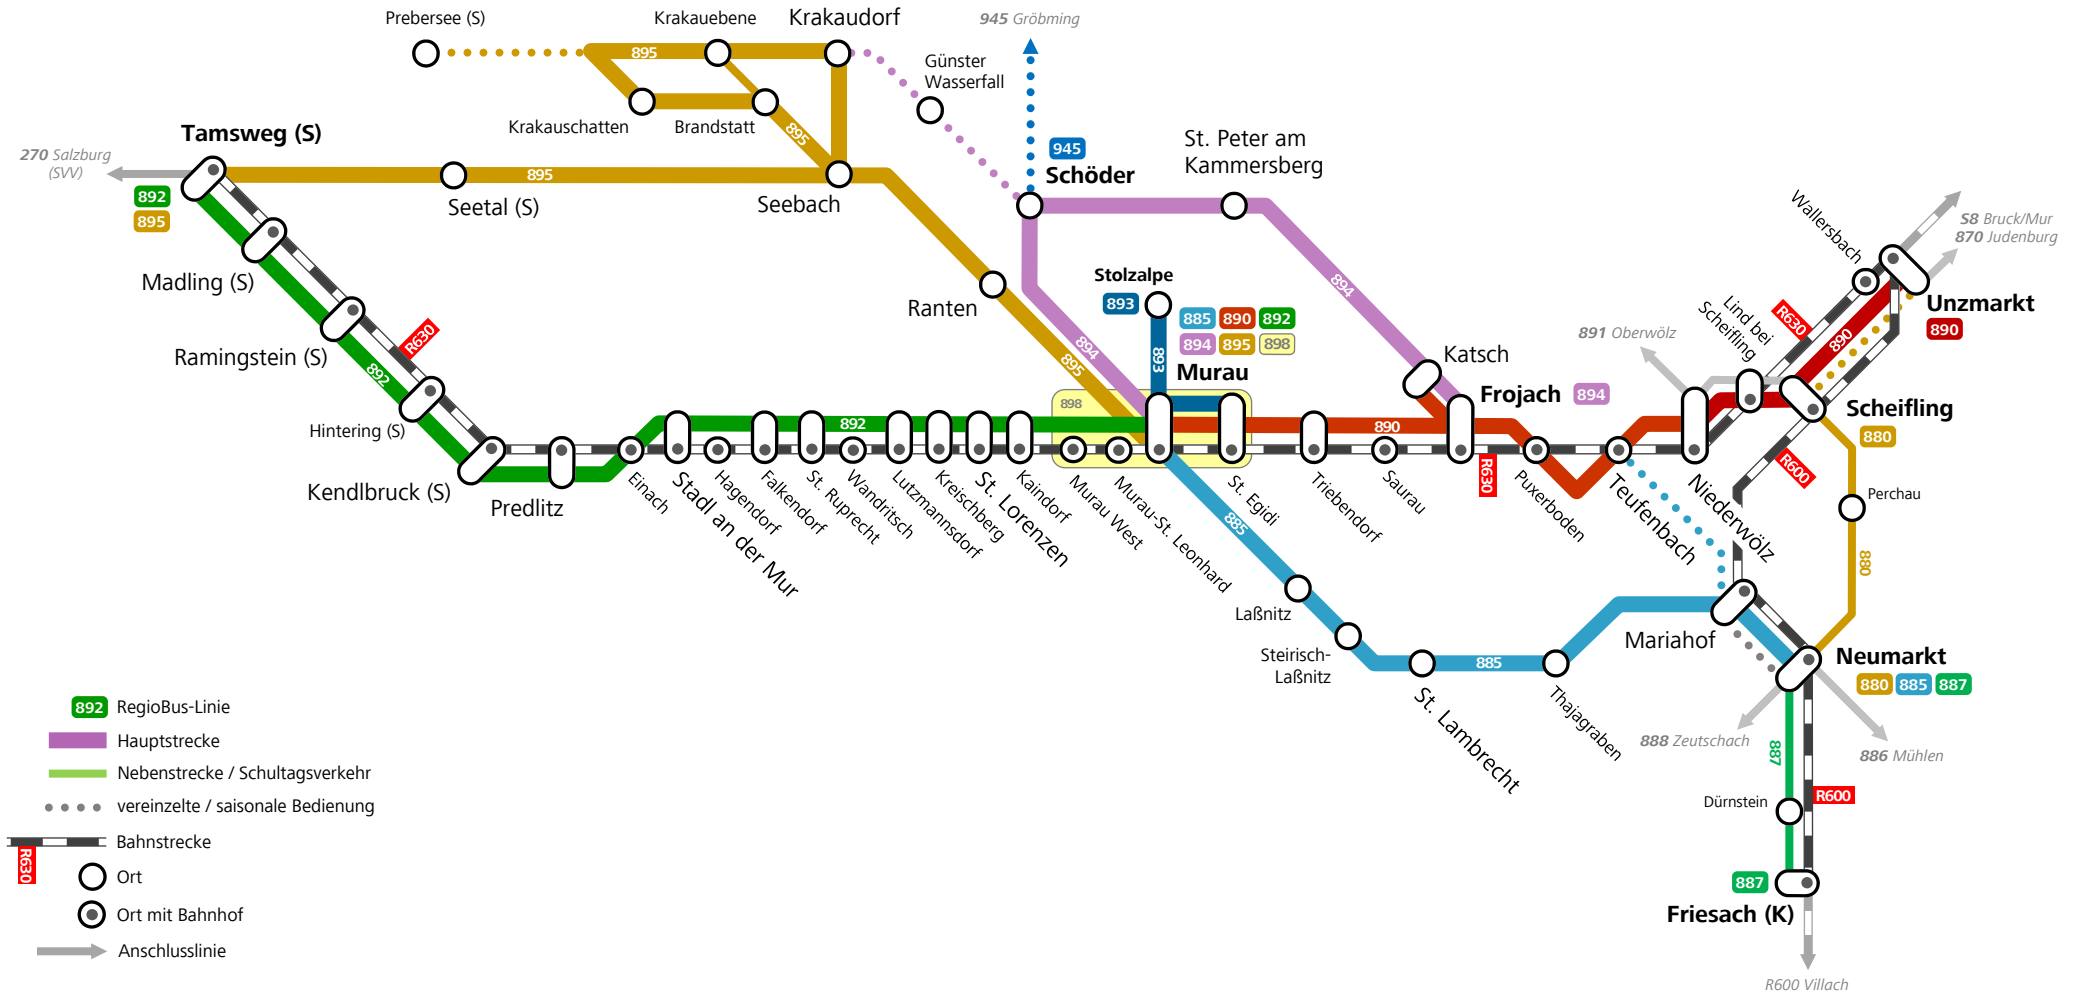 Prebersee (S)
Krakauebene
Krakaudorf
945 Gröbming
895
Günster
Wasserfall
Krakauschatten
Brandstatt
895
Tamsweg (S)
270 Salzburg
(SVV)
892
895
895
Seetal (S)
Seebach
945
Schöder
St. Peter am
Kammersberg
Wallersbach
S8 Bruck/Mur
870 Judenburg
Madling (S)
Ranten
Stolzalpe
893
885 890 892
894 895 898
Murau
894
Unzmarkt
890
R630
Lind bei
Scheifling
890
891 Oberwölz
Ramingstein (S)
R630
892
894
895
893
Katsch
Frojach
894
Scheifling
880
Hintering (S)
898
892
890
R630
R600
Kendlbruck (S)
Predlitz
Einach
Stadl an der Mur
Hagendorf
Falkendorf
St. Ruprecht
Wandritsch
Lutzmannsdorf
Kreischberg
St. Lorenzen
Kaindorf
Murau West
Murau-St. Leonhard
St. Egidi
Triebendorf
Saurau
Puxerboden
Teufenbach
Niederwölz
Perchau
880
885
Laßnitz
Steirisch-
Laßnitz
885
St. Lambrecht
Thajagraben
Mariahof
Neumarkt
880 885 887
888 Zeutschach
886 Mühlen
887
R600
Dürnstein
887
Friesach (K)
R600 Villach
892 RegioBus-Linie
Hauptstrecke
Nebenstrecke / Schultagsverkehr
vereinzelte / saisonale Bedienung
Bahnstrecke
R630
Ort
Ort mit Bahnhof
Anschlusslinie